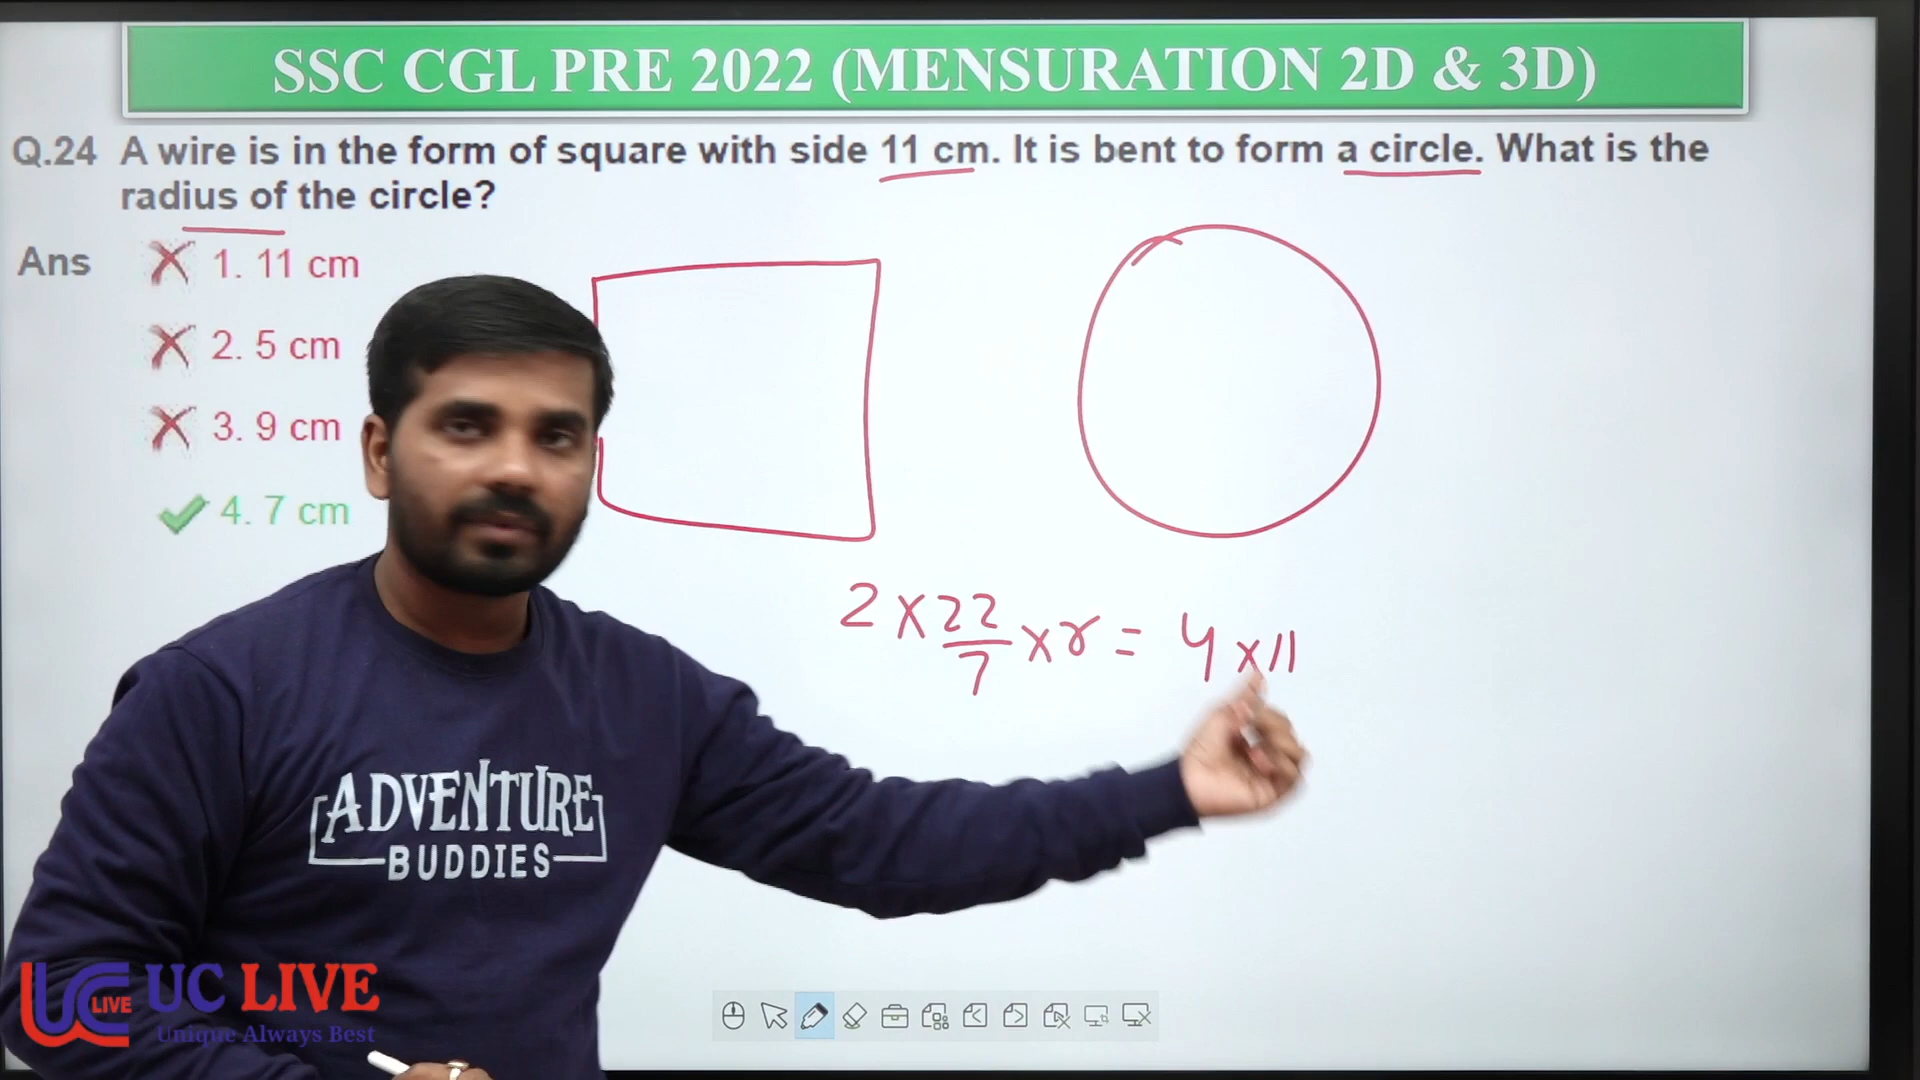 SSC CGL PRE 2022 (MENSURATION 2D & 3D)
Q.24 A wire is in the form of square with side 11 cm. It is bent to form a circle. What is the
radius of the circle?
Ans 1. 11 cm
2. 5 cm
3. 9 cm
4. 7 cm
2 × 22/7 × r = 4 × 11
ADVENTURE
BUDDIES
UC LIVE UC LIVE
Unique Always Best